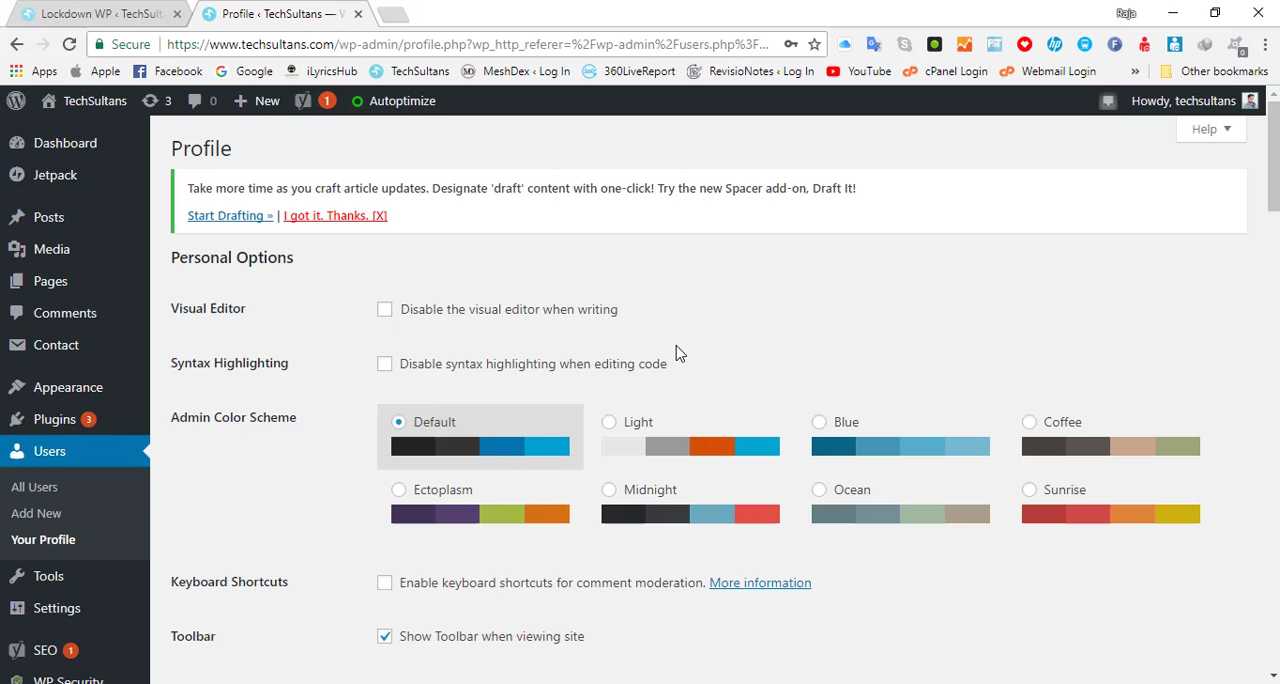 Lockdown WP ‹ TechSult
Profile ‹ TechSultans — V
Raja
Secure
https://www.techsultans.com/wp-admin/profile.php?wp_http_referer=%2Fwp-admin%2Fusers.php%3F...
Apps
Apple
Facebook
Google
iLyricsHub
TechSultans
MeshDex ‹ Log In
360LiveReport
RevisioNotes ‹ Log In
YouTube
cPanel Login
Webmail Login
»
Other bookmarks
TechSultans
3
0
New
1
Autoptimize
Howdy, techsultans
Help
Dashboard
Jetpack
Posts
Media
Pages
Comments
Contact
Appearance
Plugins 3
Users
All Users
Add New
Your Profile
Tools
Settings
SEO 1
WP Security
Profile
Take more time as you craft article updates. Designate 'draft' content with one-click! Try the new Spacer add-on, Draft It!
Start Drafting » | I got it. Thanks. [X]
Personal Options
Visual Editor
Disable the visual editor when writing
Syntax Highlighting
Disable syntax highlighting when editing code
Admin Color Scheme
Default
Light
Blue
Coffee
Ectoplasm
Midnight
Ocean
Sunrise
Keyboard Shortcuts
Enable keyboard shortcuts for comment moderation. More information
Toolbar
Show Toolbar when viewing site